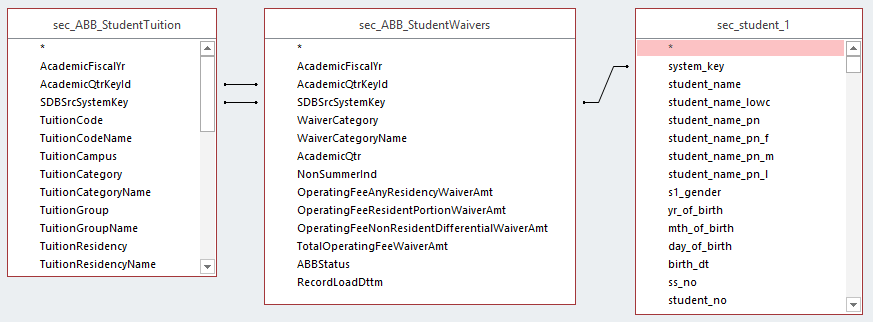 sec_ABB_StudentTuition
*
AcademicFiscalYr
AcademicQtrKeyId
SDBSrcSystemKey
TuitionCode
TuitionCodeName
TuitionCampus
TuitionCategory
TuitionCategoryName
TuitionGroup
TuitionGroupName
TuitionResidency
TuitionResidencyName
sec_ABB_StudentWaivers
*
AcademicFiscalYr
AcademicQtrKeyId
SDBSrcSystemKey
WaiverCategory
WaiverCategoryName
AcademicQtr
NonSummerInd
OperatingFeeAnyResidencyWaiverAmt
OperatingFeeResidentPortionWaiverAmt
OperatingFeeNonResidentDifferentialWaiverAmt
TotalOperatingFeeWaiverAmt
ABBStatus
RecordLoadDttm
sec_student_1
*
system_key
student_name
student_name_lowc
student_name_pn
student_name_pn_f
student_name_pn_m
student_name_pn_l
s1_gender
yr_of_birth
mth_of_birth
day_of_birth
birth_dt
ss_no
student_no